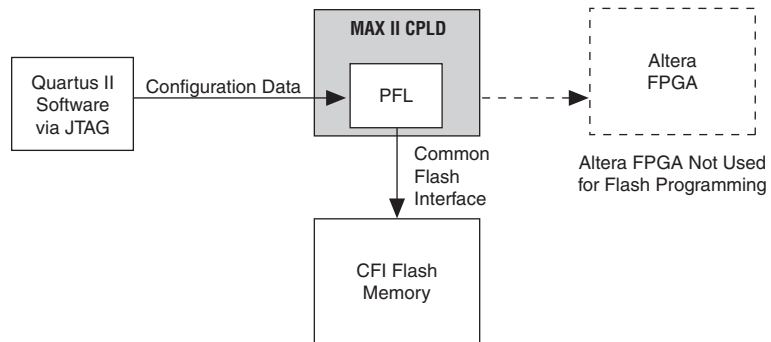 MAX II CPLD
Quartus II
Software
via JTAG
Configuration Data
PFL
Altera
FPGA
Common
Flash
Interface
Altera FPGA Not Used
for Flash Programming
CFI Flash
Memory